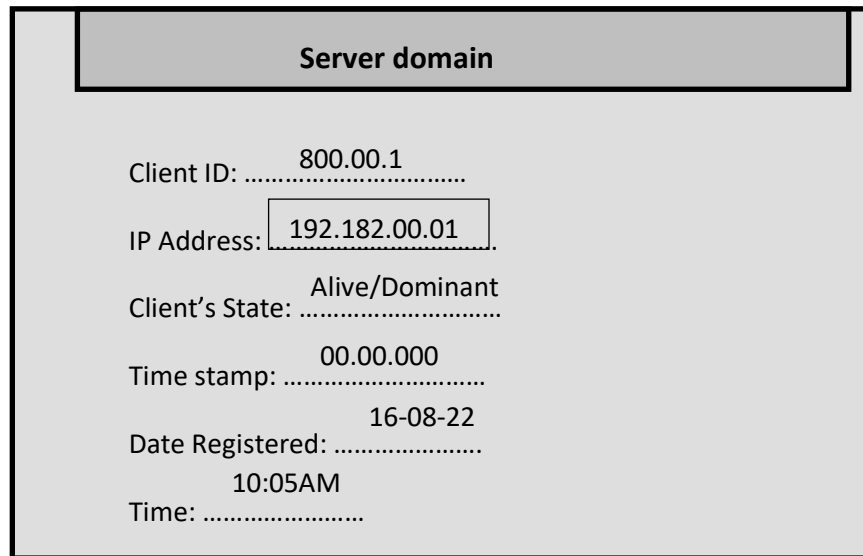 Server domain
Client ID: 800.00.1
IP Address: 192.182.00.01
Client's State: Alive/Dominant
Time stamp: 00.00.000
Date Registered: 16-08-22
Time: 10:05AM